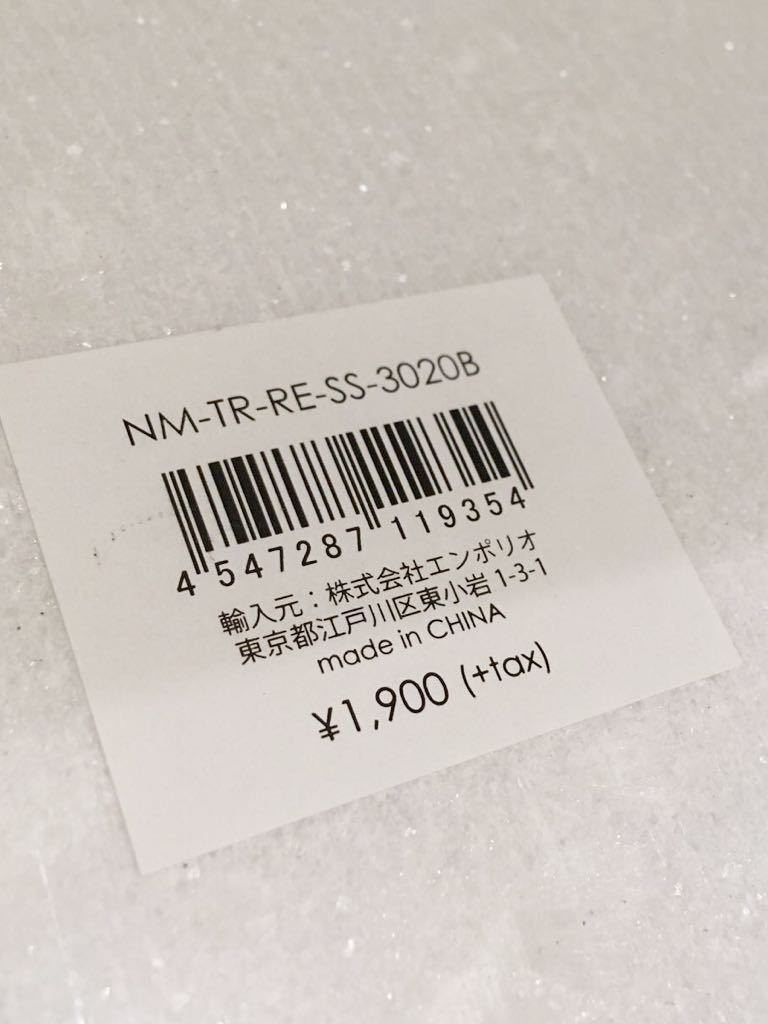 NM-TR-RE-SS-3020B
4 547287 119354
輸入元：株式会社エンポリオ
東京都江戸川区東小岩 1-3-1
made in CHINA
¥1,900 (+tax)